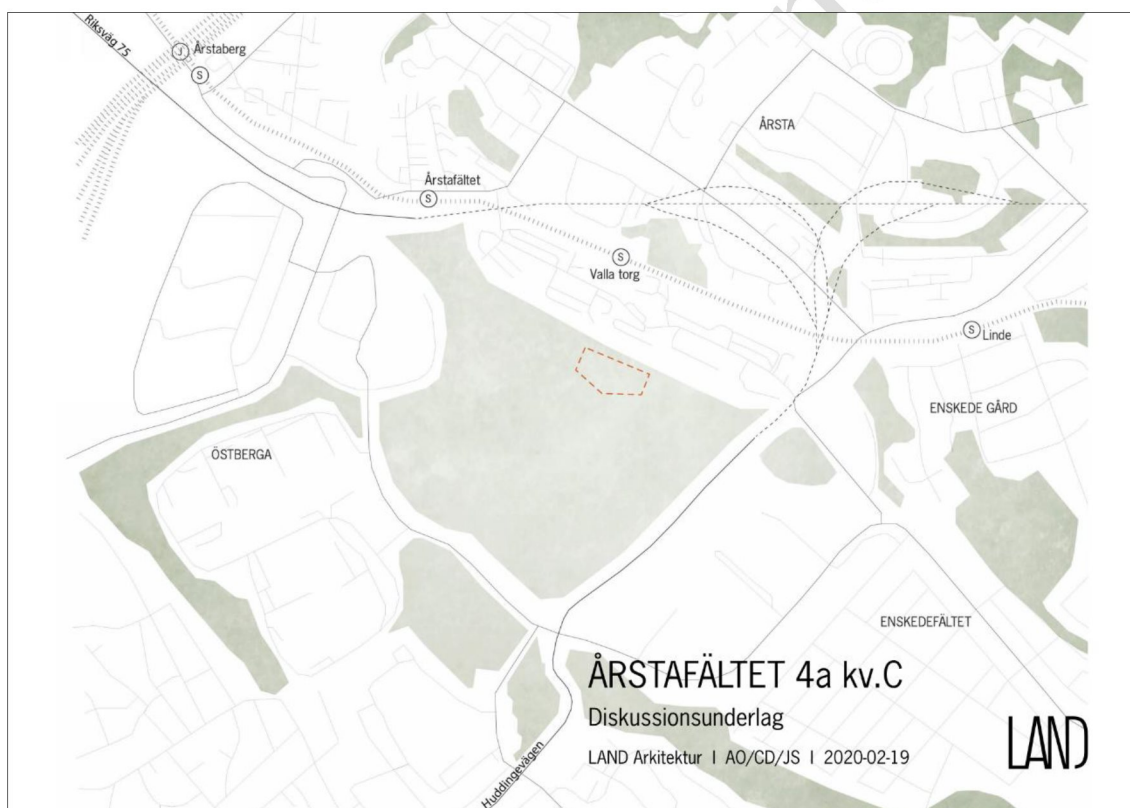 Riksväg 75
J
Årstaberg
S
ÅRSTA
Årstafältet
S
S
Valla torg
S
Linde
ENSKEDE GÅRD
ÖSTBERGA
ENSKEDEFÄLTET
ÅRSTAFÄLTET 4a kv.C
Diskussionsunderlag
LAND Arkitektur I AO/CD/JS I 2020-02-19
LAND
Huddingevägen